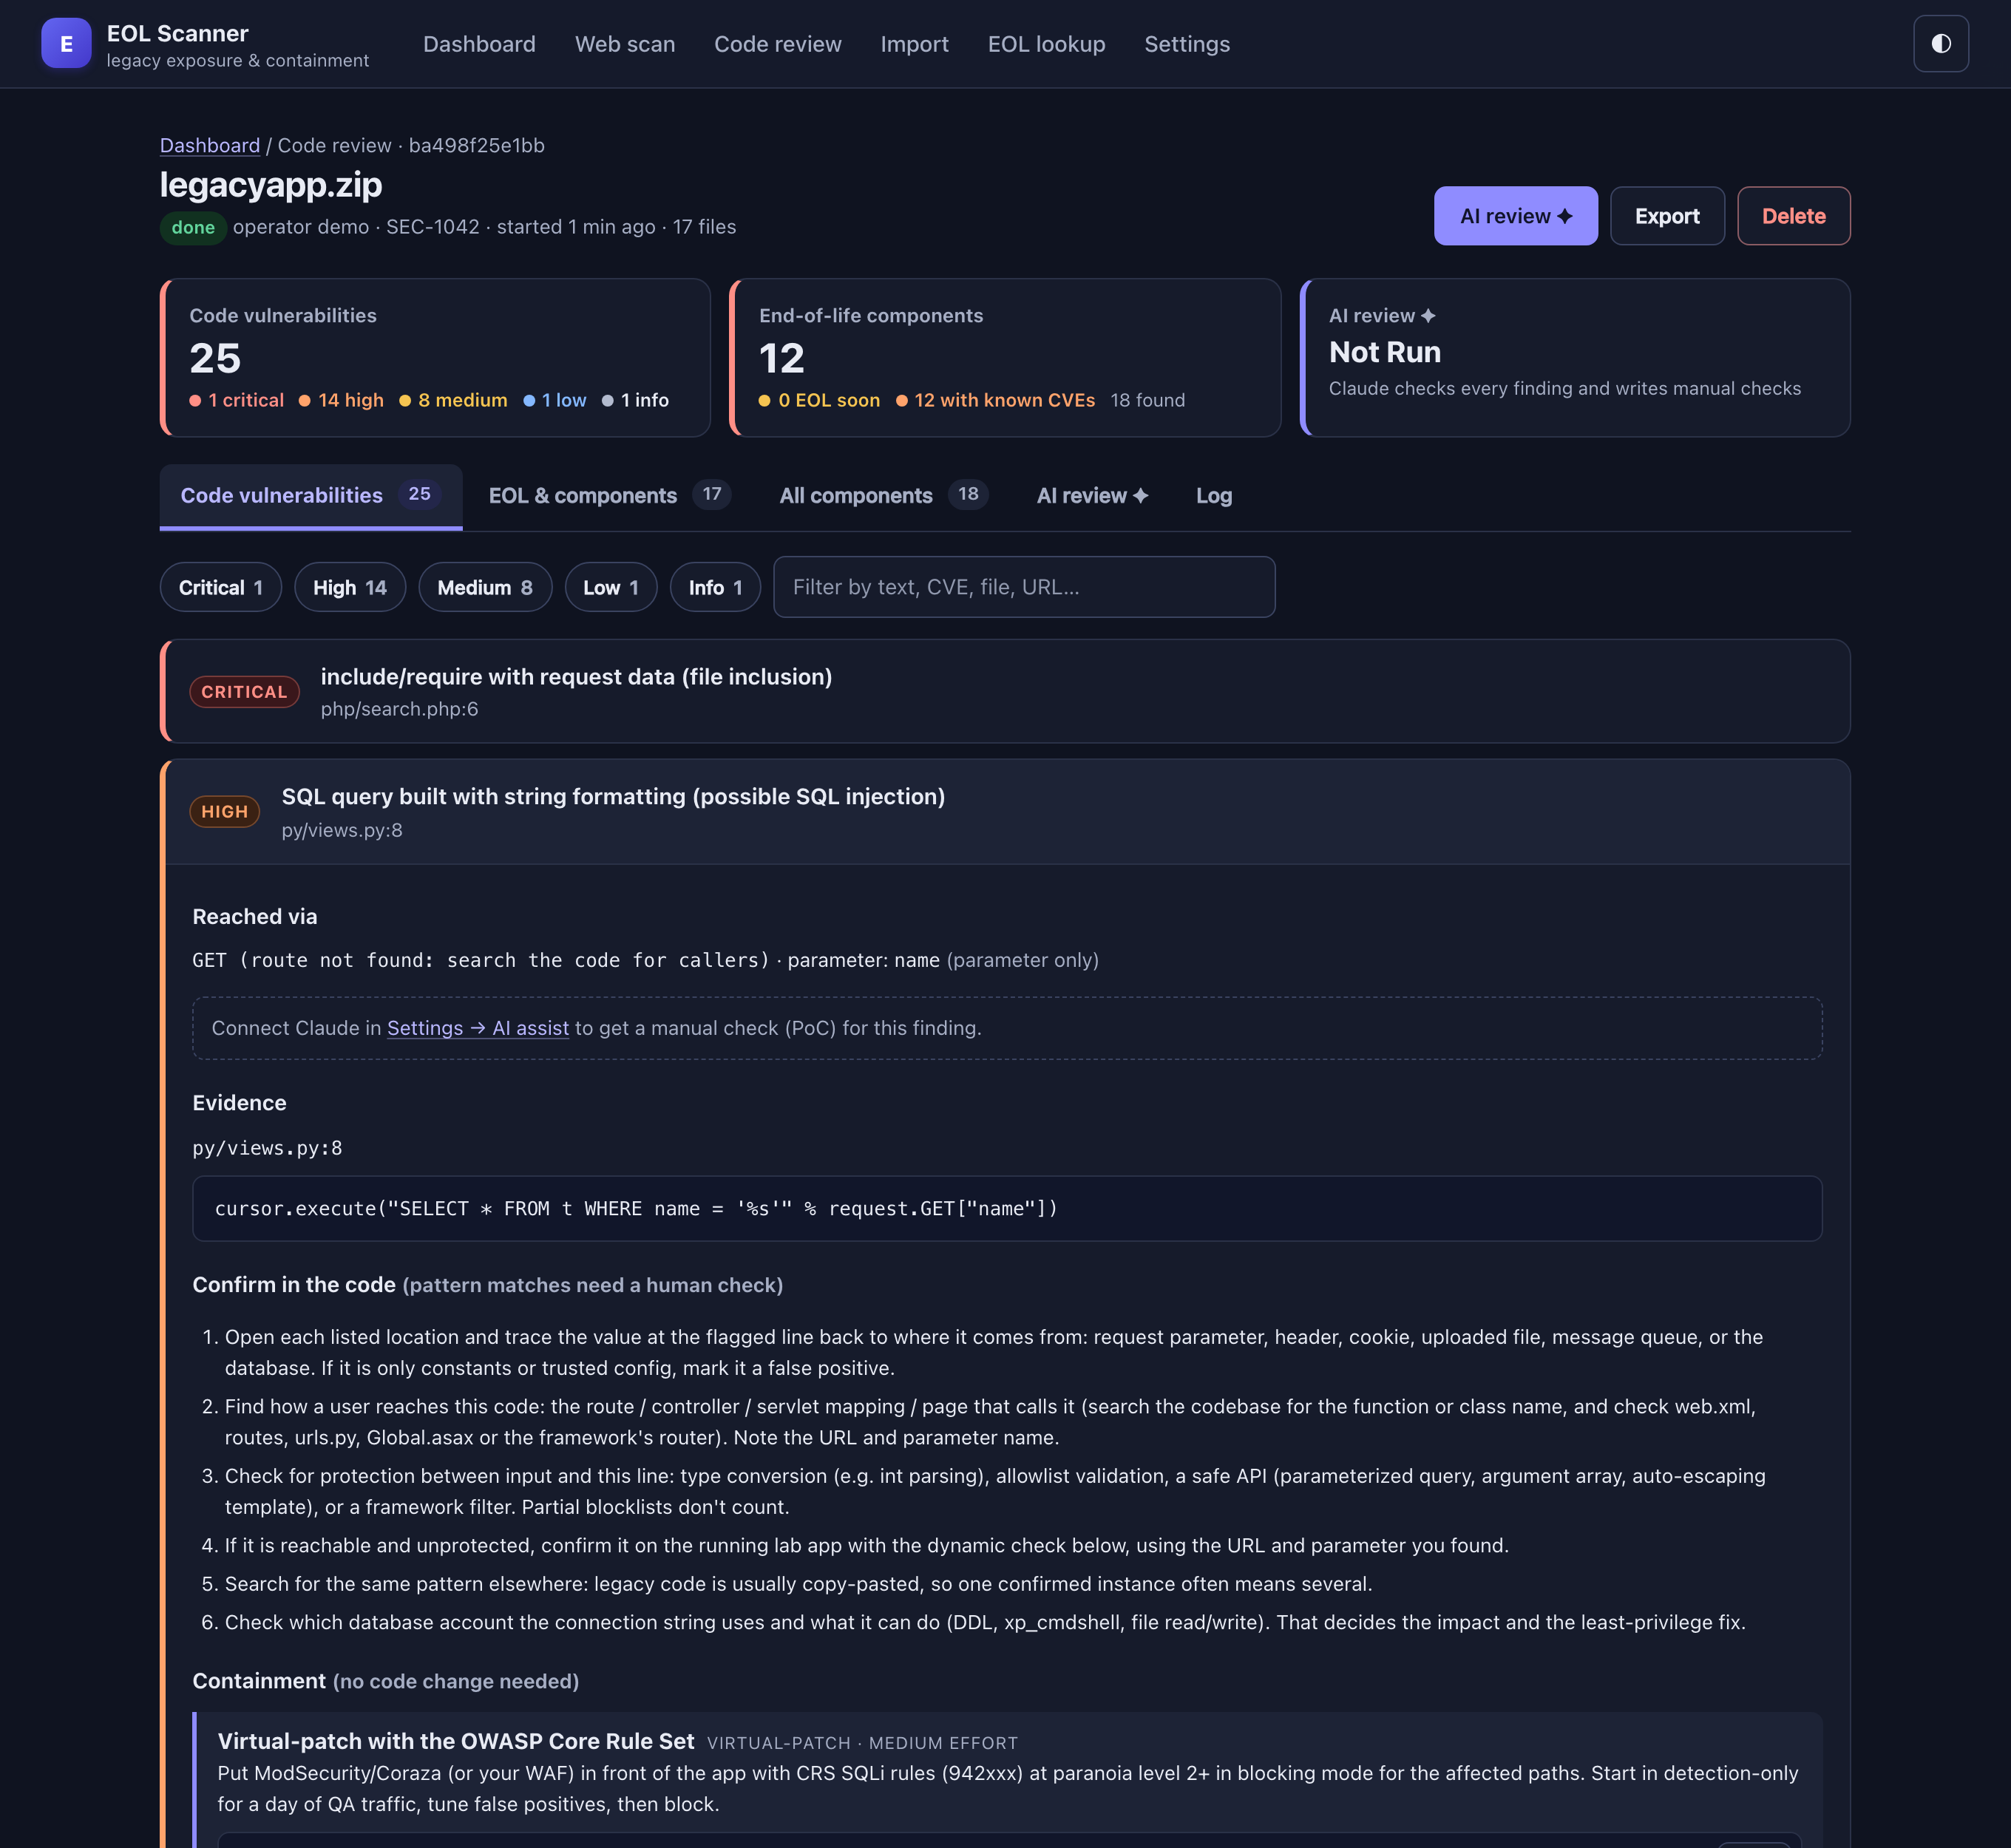 E
EOL Scanner
legacy exposure & containment
Dashboard
Web scan
Code review
Import
EOL lookup
Settings
Dashboard / Code review · ba498f25e1bb
legacyapp.zip
done operator demo · SEC-1042 · started 1 min ago · 17 files
AI review ✦
Export
Delete
Code vulnerabilities
25
1 critical 14 high 8 medium 1 low 1 info
End-of-life components
12
0 EOL soon 12 with known CVEs 18 found
AI review ✦
Not Run
Claude checks every finding and writes manual checks
Code vulnerabilities 25
EOL & components 17
All components 18
AI review ✦
Log
Critical 1
High 14
Medium 8
Low 1
Info 1
Filter by text, CVE, file, URL...
CRITICAL
include/require with request data (file inclusion)
php/search.php:6
HIGH
SQL query built with string formatting (possible SQL injection)
py/views.py:8
Reached via
GET (route not found: search the code for callers) · parameter: name (parameter only)
Connect Claude in Settings → AI assist to get a manual check (PoC) for this finding.
Evidence
py/views.py:8
cursor.execute("SELECT * FROM t WHERE name = '%s'" % request.GET["name"])
Confirm in the code (pattern matches need a human check)
1. Open each listed location and trace the value at the flagged line back to where it comes from: request parameter, header, cookie, uploaded file, message queue, or the
database. If it is only constants or trusted config, mark it a false positive.
2. Find how a user reaches this code: the route / controller / servlet mapping / page that calls it (search the codebase for the function or class name, and check web.xml,
routes, urls.py, Global.asax or the framework's router). Note the URL and parameter name.
3. Check for protection between input and this line: type conversion (e.g. int parsing), allowlist validation, a safe API (parameterized query, argument array, auto-escaping
template), or a framework filter. Partial blocklists don't count.
4. If it is reachable and unprotected, confirm it on the running lab app with the dynamic check below, using the URL and parameter you found.
5. Search for the same pattern elsewhere: legacy code is usually copy-pasted, so one confirmed instance often means several.
6. Check which database account the connection string uses and what it can do (DDL, xp_cmdshell, file read/write). That decides the impact and the least-privilege fix.
Containment (no code change needed)
Virtual-patch with the OWASP Core Rule Set VIRTUAL-PATCH · MEDIUM EFFORT
Put ModSecurity/Coraza (or your WAF) in front of the app with CRS SQLi rules (942xxx) at paranoia level 2+ in blocking mode for the affected paths. Start in detection-only
for a day of QA traffic, tune false positives, then block.